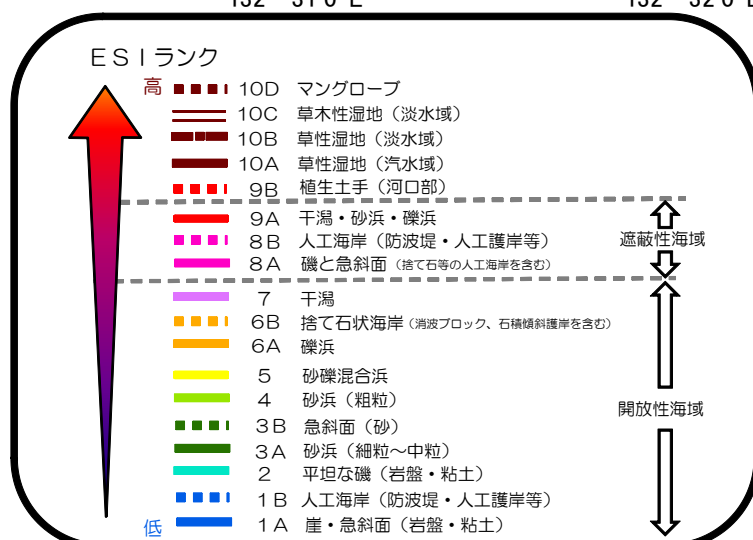 132° 31'0"E 132° 32'0"E
ESIランク
高 10D マングローブ
10C 草木性湿地（淡水域）
10B 草性湿地（淡水域）
10A 草性湿地（汽水域）
9B 植生土手（河口部）
9A 干潟・砂浜・礫浜
8B 人工海岸（防波堤・人工護岸等）
遮蔽性海域
8A 磯と急斜面（捨て石等の人工海岸を含む）
7 干潟
6B 捨て石状海岸（消波ブロック、石積傾斜護岸を含む）
6A 礫浜
5 砂礫混合浜
4 砂浜（粗粒）
開放性海域
3B 急斜面（砂）
3A 砂浜（細粒～中粒）
2 平坦な磯（岩盤・粘土）
1B 人工海岸（防波堤・人工護岸等）
低 1A 崖・急斜面（岩盤・粘土）